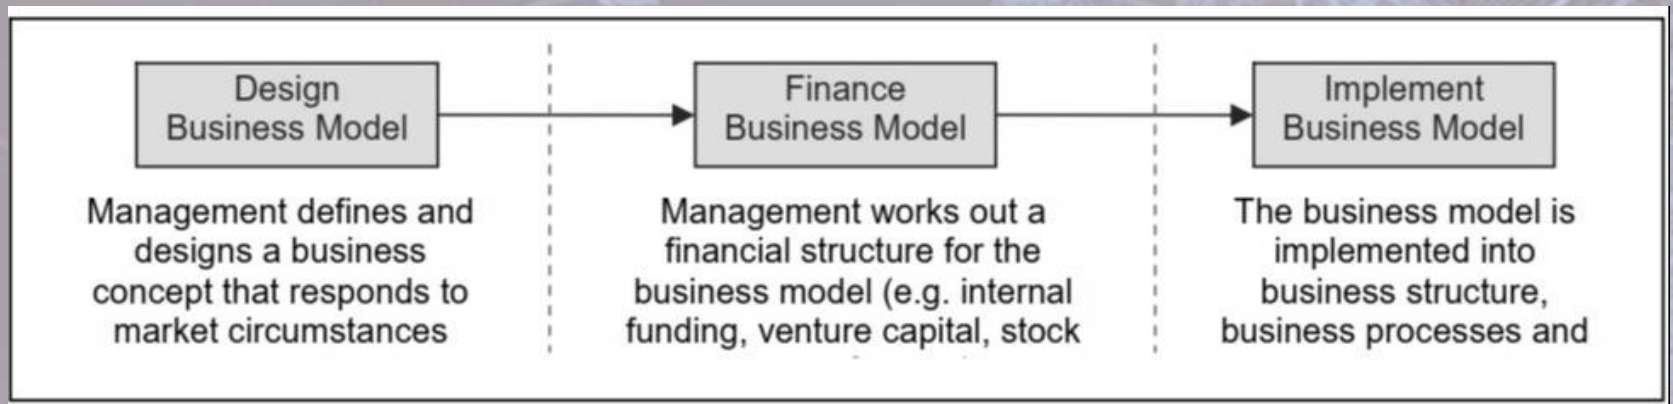 Design
Business Model
Finance
Business Model
Implement
Business Model
Management defines and
designs a business
concept that responds to
market circumstances
Management works out a
financial structure for the
business model (e.g. internal
funding, venture capital, stock
The business model is
implemented into
business structure,
business processes and